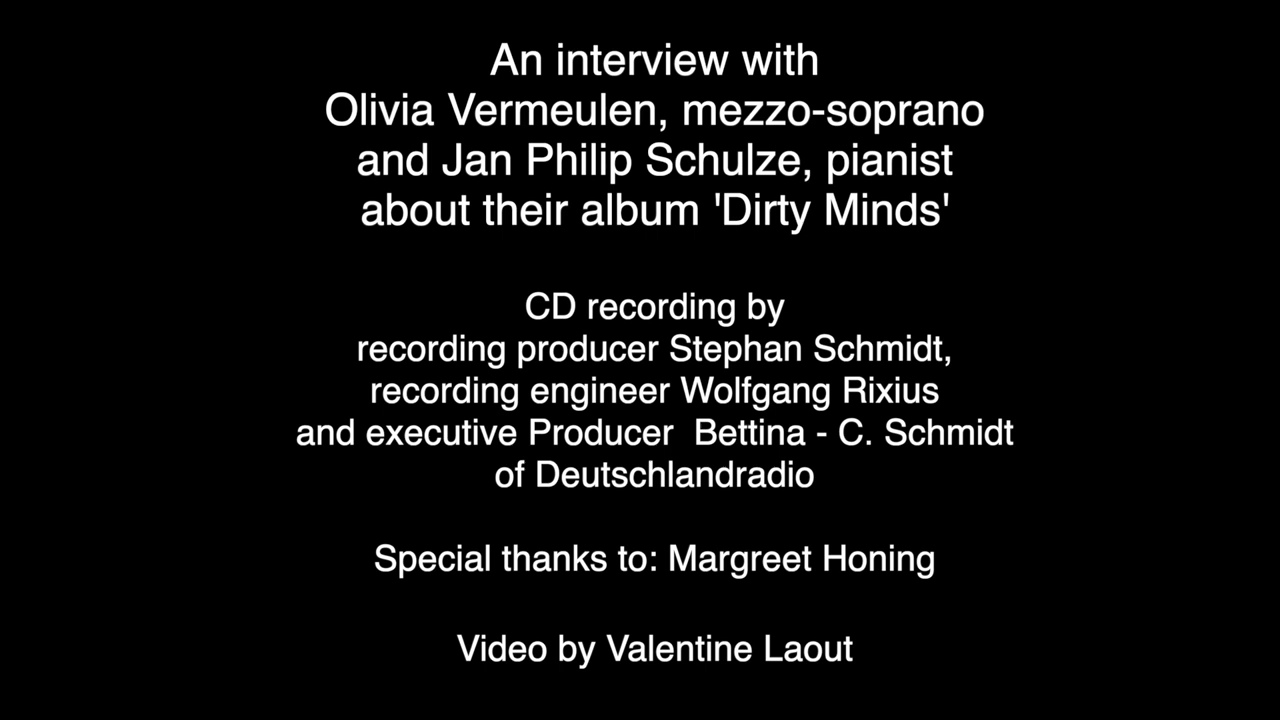 An interview with
Olivia Vermeulen, mezzo-soprano
and Jan Philip Schulze, pianist
about their album 'Dirty Minds'
CD recording by
recording producer Stephan Schmidt,
recording engineer Wolfgang Rixius
and executive Producer  Bettina - C. Schmidt
of Deutschlandradio
Special thanks to: Margreet Honing
Video by Valentine Laout